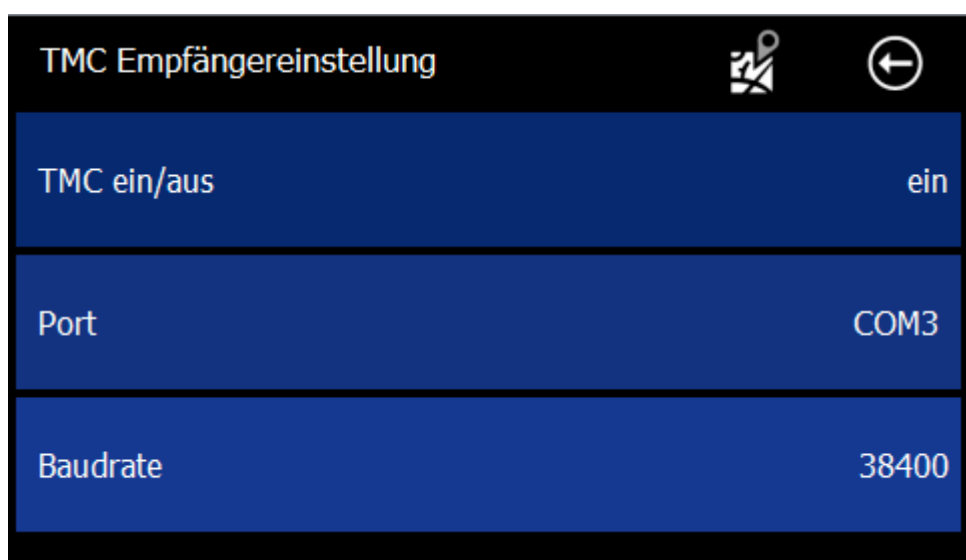 TMC Empfängereinstellung
TMC ein/aus ein
Port COM3
Baudrate 38400